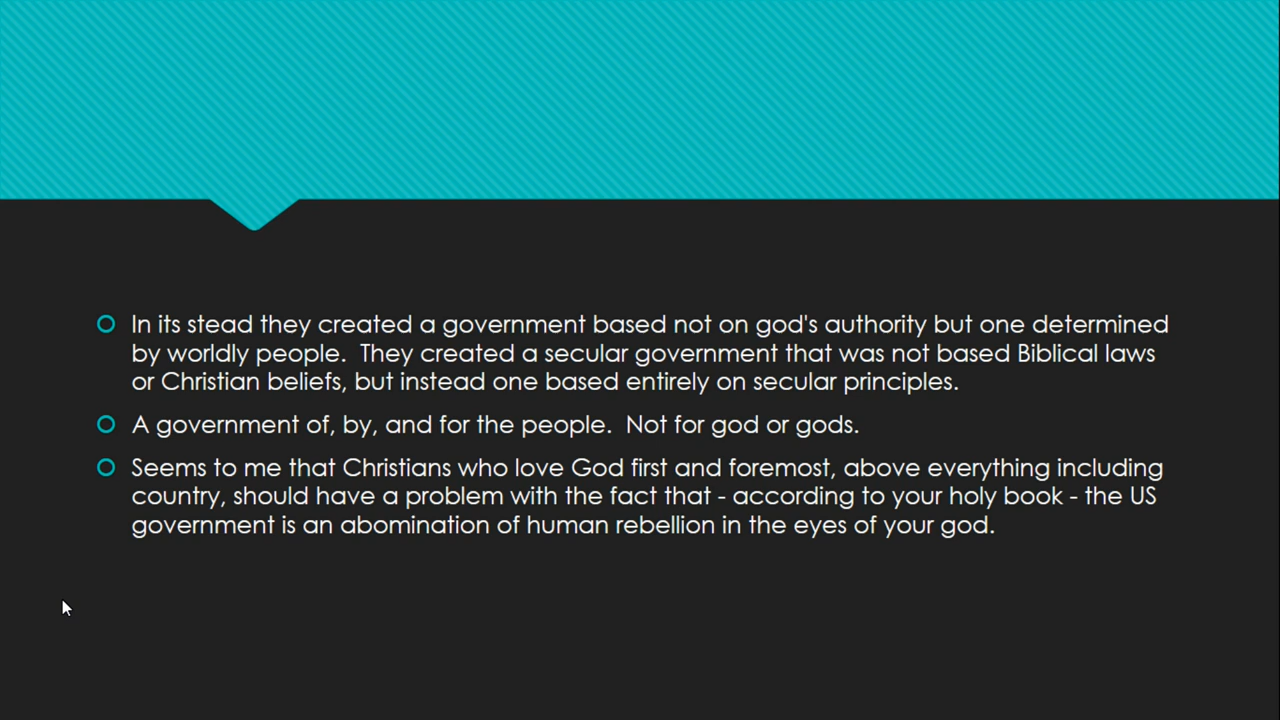 In its stead they created a government based not on god's authority but one determined
by worldly people.  They created a secular government that was not based Biblical laws
or Christian beliefs, but instead one based entirely on secular principles.
A government of, by, and for the people.  Not for god or gods.
Seems to me that Christians who love God first and foremost, above everything including
country, should have a problem with the fact that - according to your holy book - the US
government is an abomination of human rebellion in the eyes of your god.